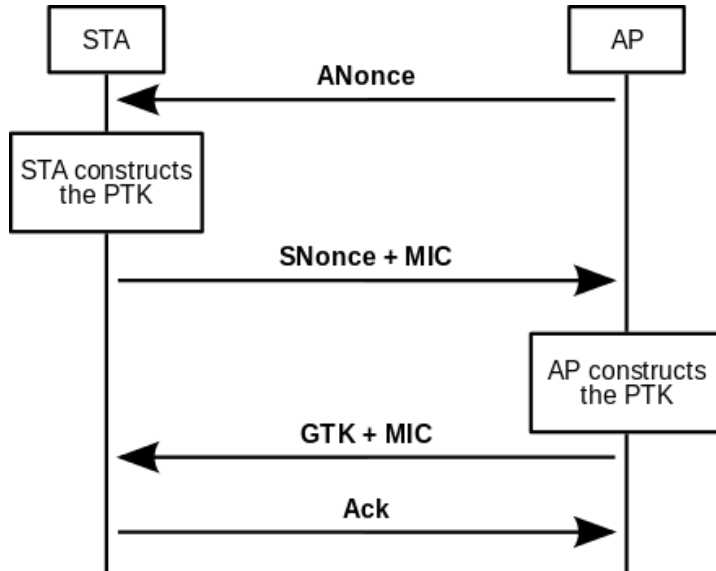 STA
AP
ANonce
STA constructs
the PTK
SNonce + MIC
AP constructs
the PTK
GTK + MIC
Ack